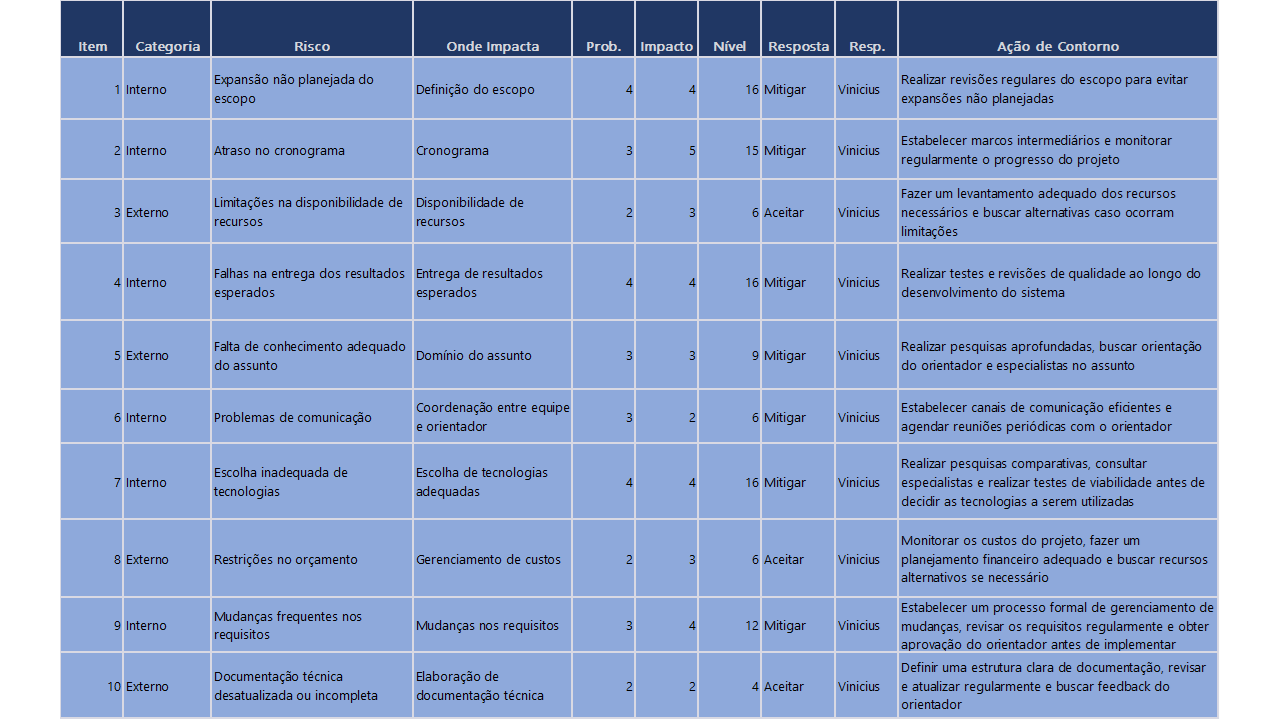 Item Categoria Risco Onde Impacta Prob. Impacto Nível Resposta Resp. Ação de Contorno
1 Interno Expansão não planejada do
escopo
Definição do escopo 4 4 16 Mitigar Vinicius Realizar revisões regulares do escopo para evitar
expansões não planejadas
2 Interno Atraso no cronograma Cronograma 3 5 15 Mitigar Vinicius Estabelecer marcos intermediários e monitorar
regularmente o progresso do projeto
3 Externo Limitações na disponibilidade de
recursos
Disponibilidade de
recursos
2 3 6 Aceitar Vinicius Fazer um levantamento adequado dos recursos
necessários e buscar alternativas caso ocorram
limitações
4 Interno Falhas na entrega dos resultados
esperados
Entrega de resultados
esperados
4 4 16 Mitigar Vinicius Realizar testes e revisões de qualidade ao longo do
desenvolvimento do sistema
5 Externo Falta de conhecimento adequado
do assunto
Domínio do assunto 3 3 9 Mitigar Vinicius Realizar pesquisas aprofundadas, buscar orientação
do orientador e especialistas no assunto
6 Interno Problemas de comunicação Coordenação entre equipe
e orientador
3 2 6 Mitigar Vinicius Estabelecer canais de comunicação eficientes e
agendar reuniões periódicas com o orientador
7 Interno Escolha inadequada de
tecnologias
Escolha de tecnologias
adequadas
4 4 16 Mitigar Vinicius Realizar pesquisas comparativas, consultar
especialistas e realizar testes de viabilidade antes de
decidir as tecnologias a serem utilizadas
8 Externo Restrições no orçamento Gerenciamento de custos 2 3 6 Aceitar Vinicius Monitorar os custos do projeto, fazer um
planejamento financeiro adequado e buscar recursos
alternativos se necessário
9 Interno Mudanças frequentes nos
requisitos
Mudanças nos requisitos 3 4 12 Mitigar Vinicius Estabelecer um processo formal de gerenciamento de
mudanças, revisar os requisitos regularmente e obter
aprovação do orientador antes de implementar
10 Externo Documentação técnica
desatualizada ou incompleta
Elaboração de
documentação técnica
2 2 4 Aceitar Vinicius Definir uma estrutura clara de documentação, revisar
e atualizar regularmente e buscar feedback do
orientador